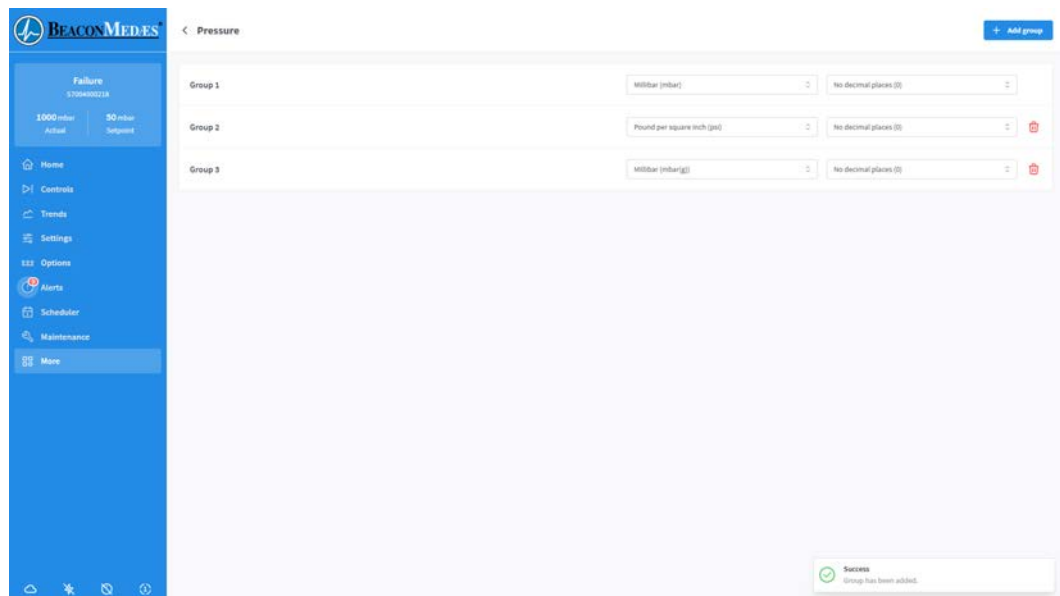 BEACONMEDÆS®
Pressure
+ Add group
Failure
1000 mbar
50 mbar
Actual
Setpoint
Home
Controls
Trends
Settings
Options
Alerts
Scheduler
Maintenance
More
Group 1
Millibar (mbar)
No decimal places (0)
Group 2
Pound per square inch (psi)
No decimal places (0)
Group 3
Millibar (mbar(g))
No decimal places (0)
Success
Group has been added.